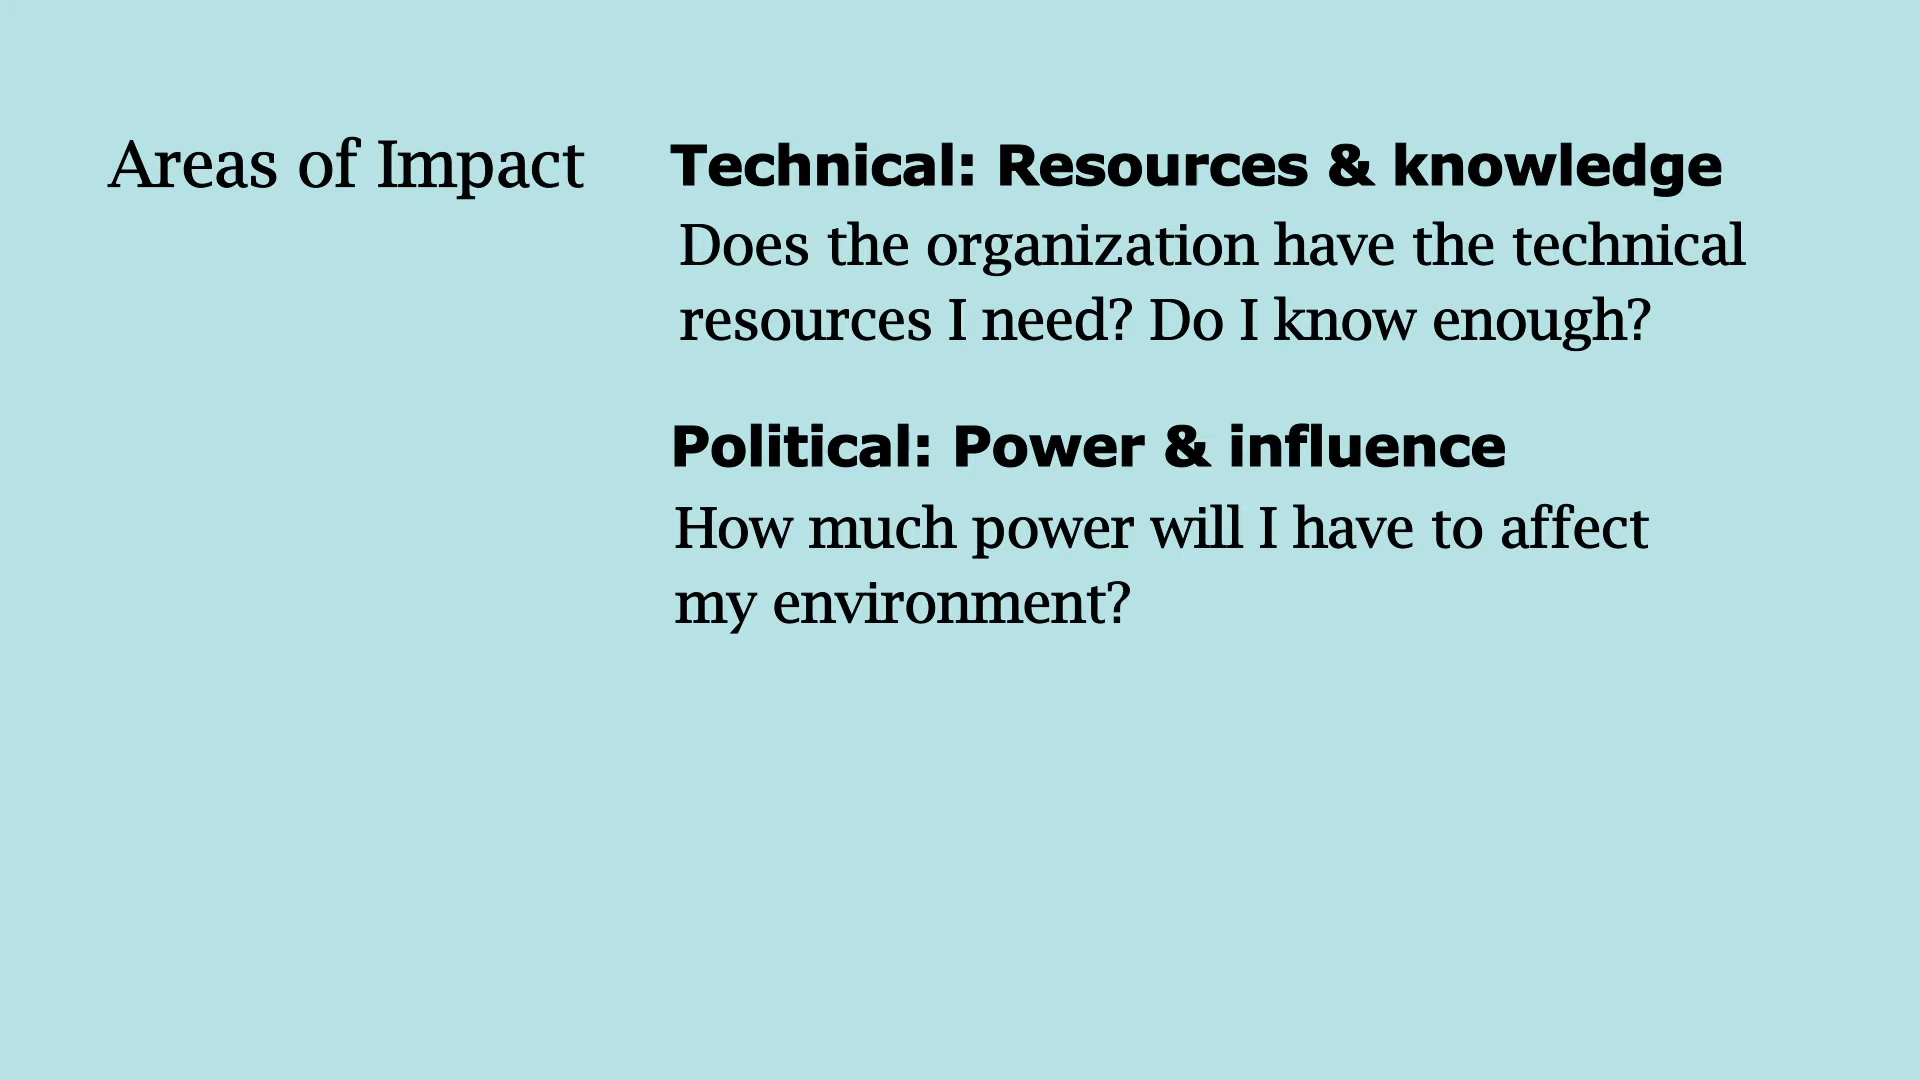 Areas of Impact
Technical: Resources & knowledge
Does the organization have the technical
resources I need? Do I know enough?
Political: Power & influence
How much power will I have to affect
my environment?